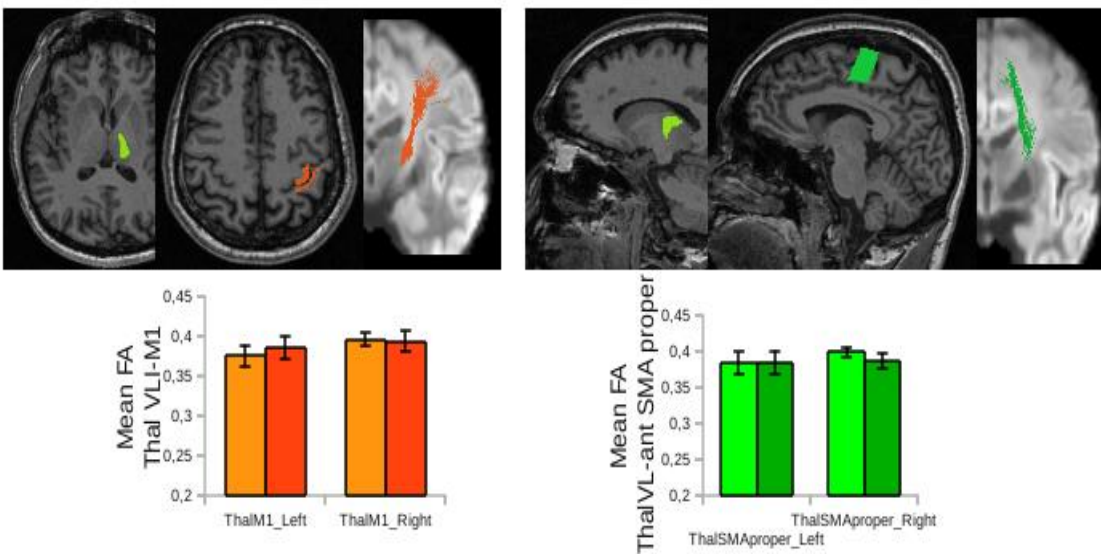 Mean FA
Thal VLI-M1
0,45
0,4
0,35
0,3
0,25
0,2
ThalM1_Left
ThalM1_Right
Mean FA
ThalVL-ant SMA proper
0,45
0,4
0,35
0,3
0,25
0,2
ThalSMAproper_Right
ThalSMAproper_Left